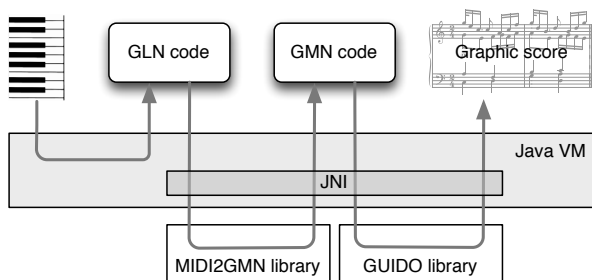 GLN code
GMN code
Graphic score
Java VM
JNI
MIDI2GMN library
GUIDO library